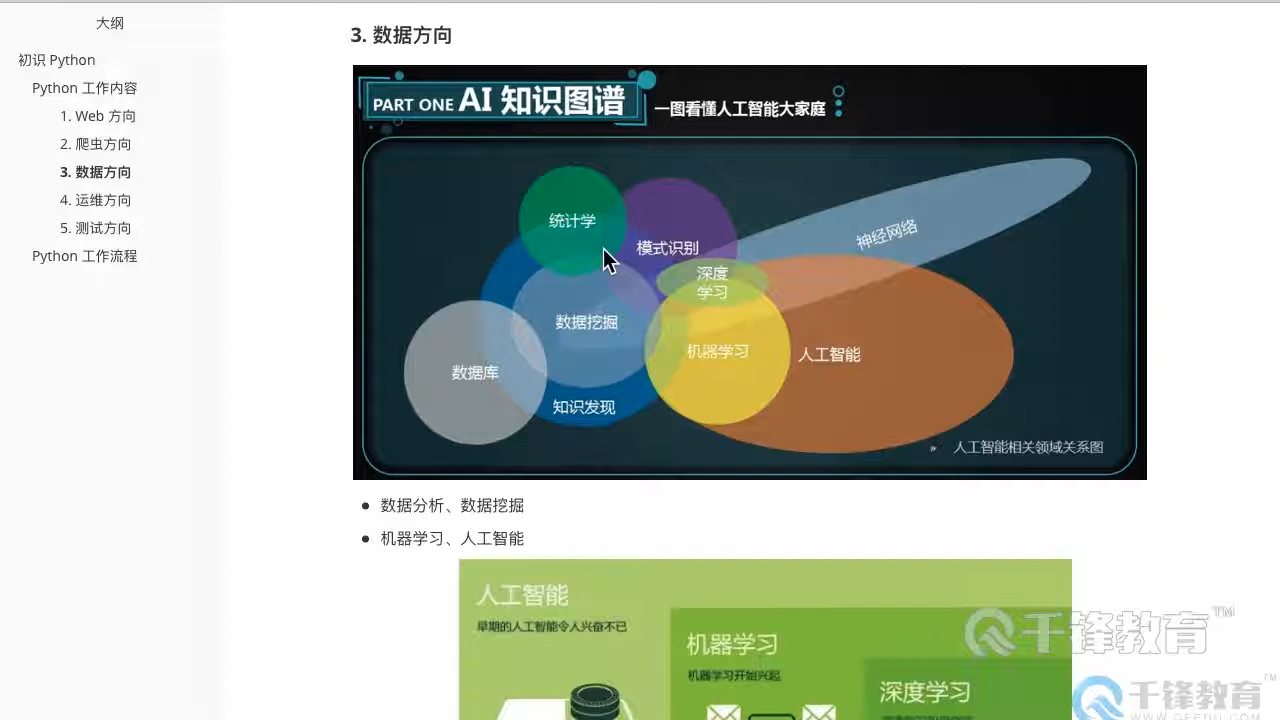 大纲
初识 Python
Python 工作内容
1. Web 方向
2. 爬虫方向
3. 数据方向
4. 运维方向
5. 测试方向
Python 工作流程
3. 数据方向
PART ONE AI 知识图谱
一图看懂人工智能大家庭
统计学
模式识别
神经网络
深度
学习
数据挖掘
机器学习
人工智能
数据库
知识发现
» 人工智能相关领域关系图
● 数据分析、数据挖掘
● 机器学习、人工智能
人工智能
早期的人工智能令人兴奋不已
机器学习
机器学习开始兴起
深度学习
千锋教育™
千锋教育™